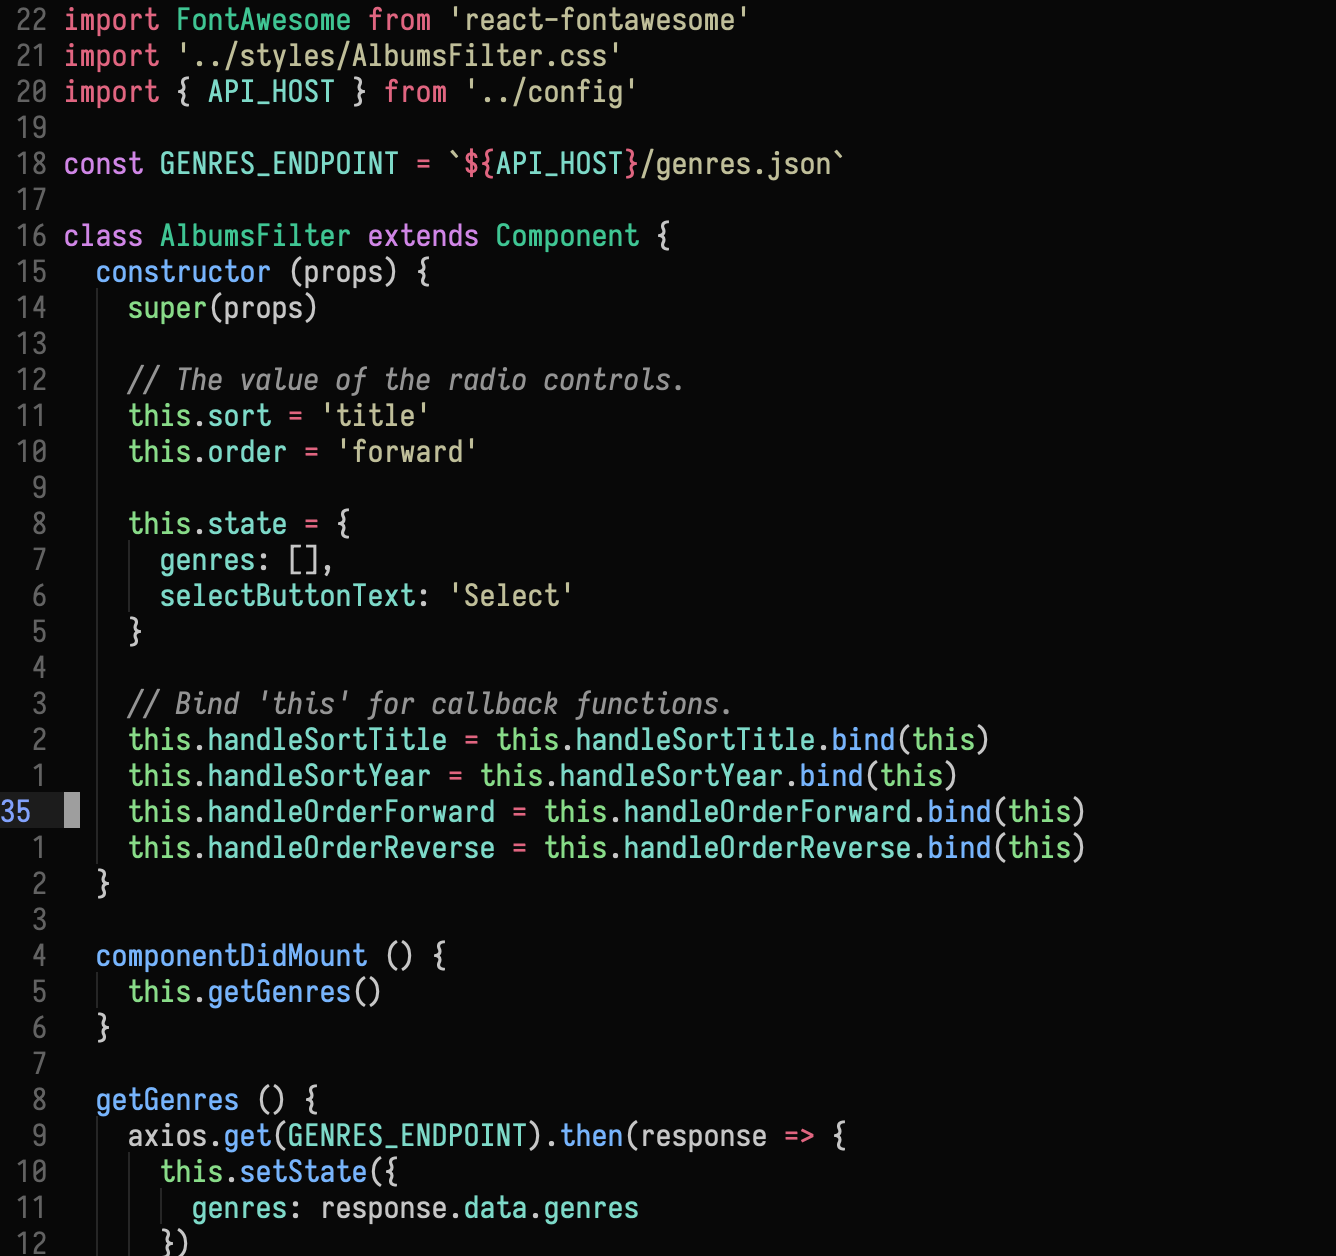 22 import FontAwesome from 'react-fontawesome'
21 import '../styles/AlbumsFilter.css'
20 import { API_HOST } from '../config'
19
18 const GENRES_ENDPOINT = `${API_HOST}/genres.json`
17
16 class AlbumsFilter extends Component {
15   constructor (props) {
14     super(props)
13
12     // The value of the radio controls.
11     this.sort = 'title'
10     this.order = 'forward'
9
8     this.state = {
7       genres: [],
6       selectButtonText: 'Select'
5     }
4
3     // Bind 'this' for callback functions.
2     this.handleSortTitle = this.handleSortTitle.bind(this)
1     this.handleSortYear = this.handleSortYear.bind(this)
35     this.handleOrderForward = this.handleOrderForward.bind(this)
1     this.handleOrderReverse = this.handleOrderReverse.bind(this)
2   }
3
4   componentDidMount () {
5     this.getGenres()
6   }
7
8   getGenres () {
9     axios.get(GENRES_ENDPOINT).then(response => {
10       this.setState({
11         genres: response.data.genres
12       })